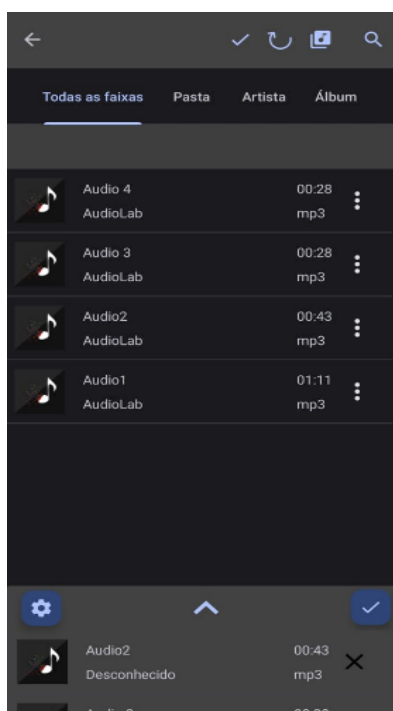 Todas as faixas Pasta Artista Álbum
Audio 4 00:28
AudioLab mp3
Audio 3 00:28
AudioLab mp3
Audio2 00:43
AudioLab mp3
Audio1 01:11
AudioLab mp3
Audio2 00:43
Desconhecido mp3